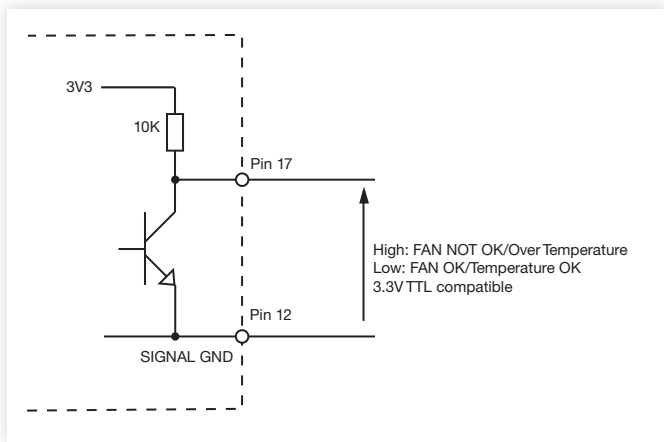 3V3
10K
Pin 17
High: FAN NOT OK/Over Temperature
Low: FAN OK/Temperature OK
3.3V TTL compatible
Pin 12
SIGNAL GND